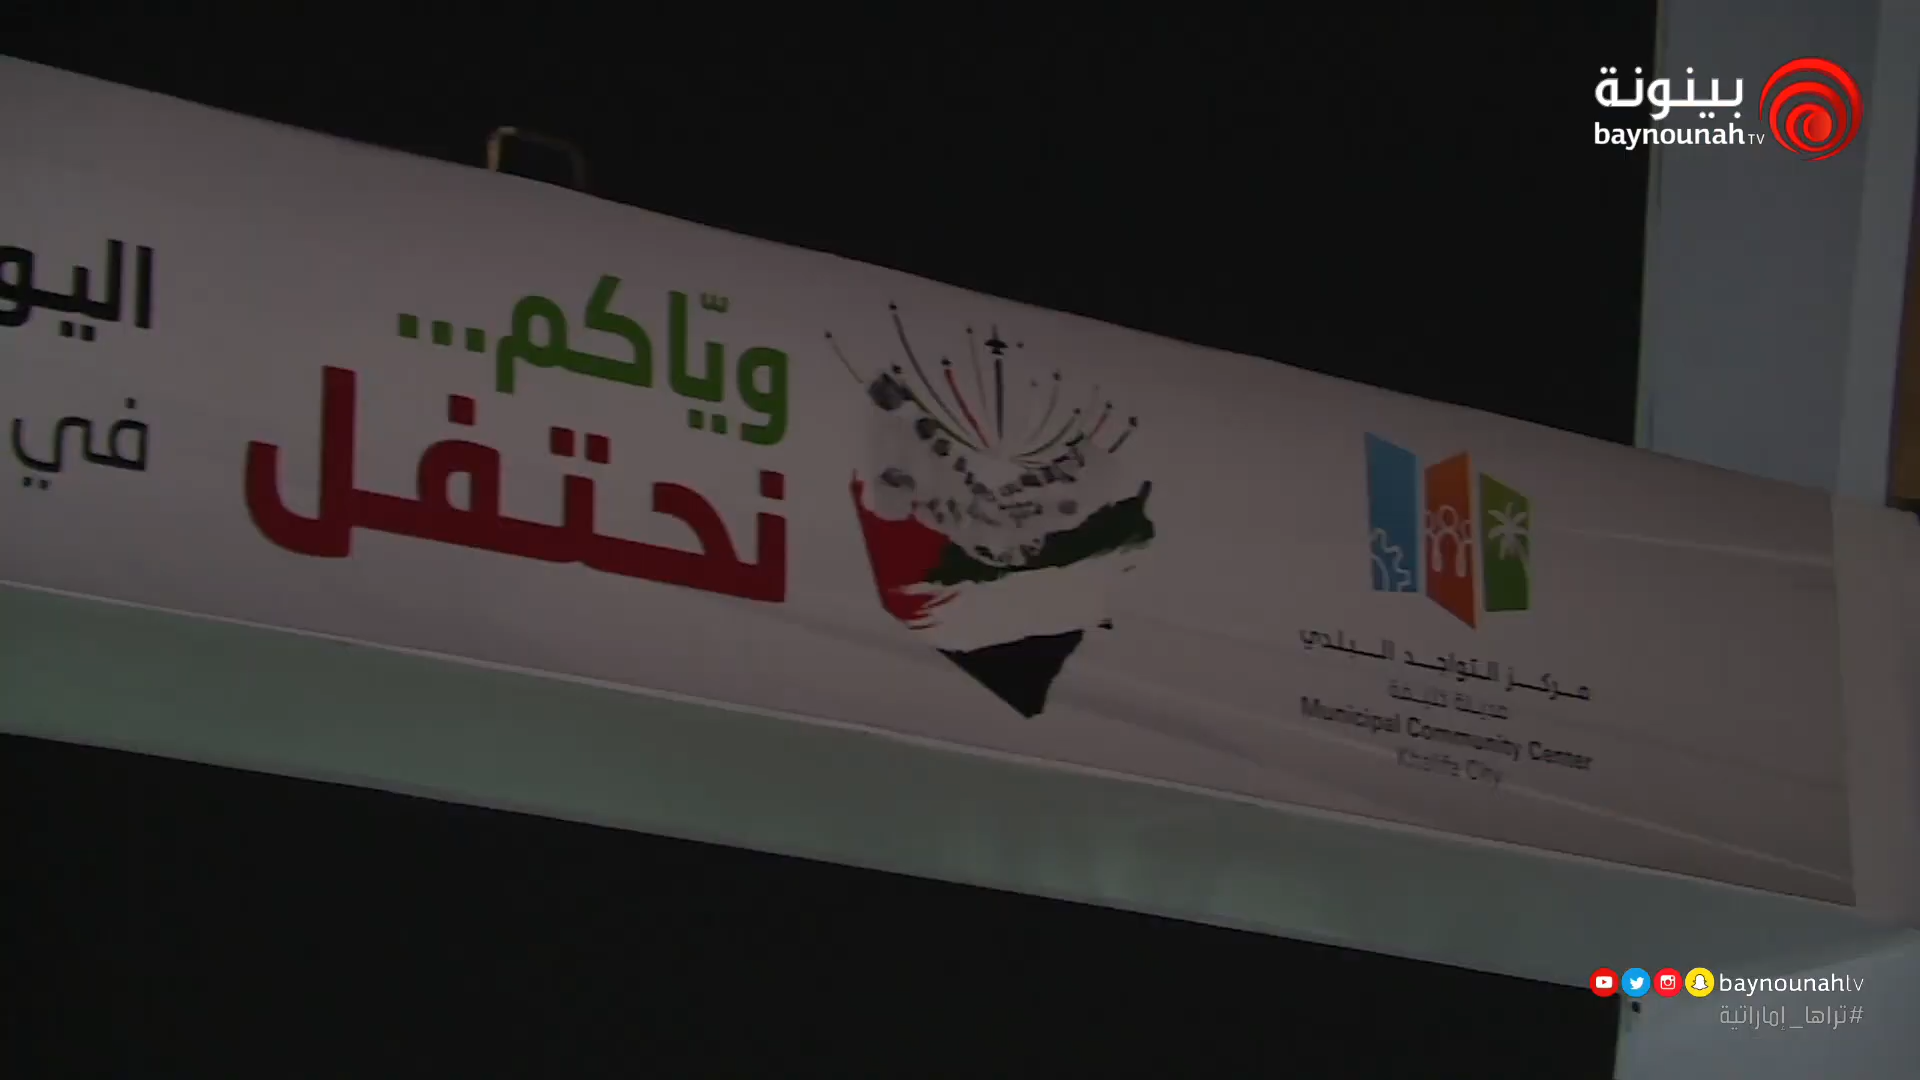 بينونة
baynounah TV
ويّاكم...
نحتفل
في
مركز التواجد البلدي
مدينة خليفة
Municipal Community Center
Khalifa City
baynounahtv
#تراها_إماراتية